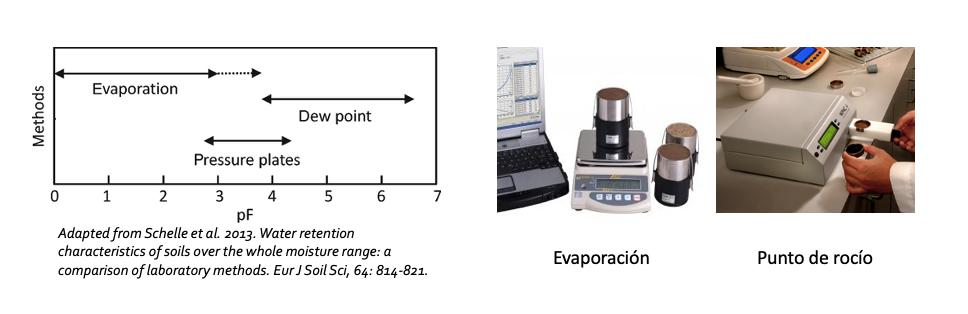 Methods
Evaporation
Dew point
Pressure plates
0 1 2 3 4 5 6 7
pF
Adapted from Schelle et al. 2013. Water retention
characteristics of soils over the whole moisture range: a
comparison of laboratory methods. Eur J Soil Sci, 64: 814-821.
Evaporación
Punto de rocío